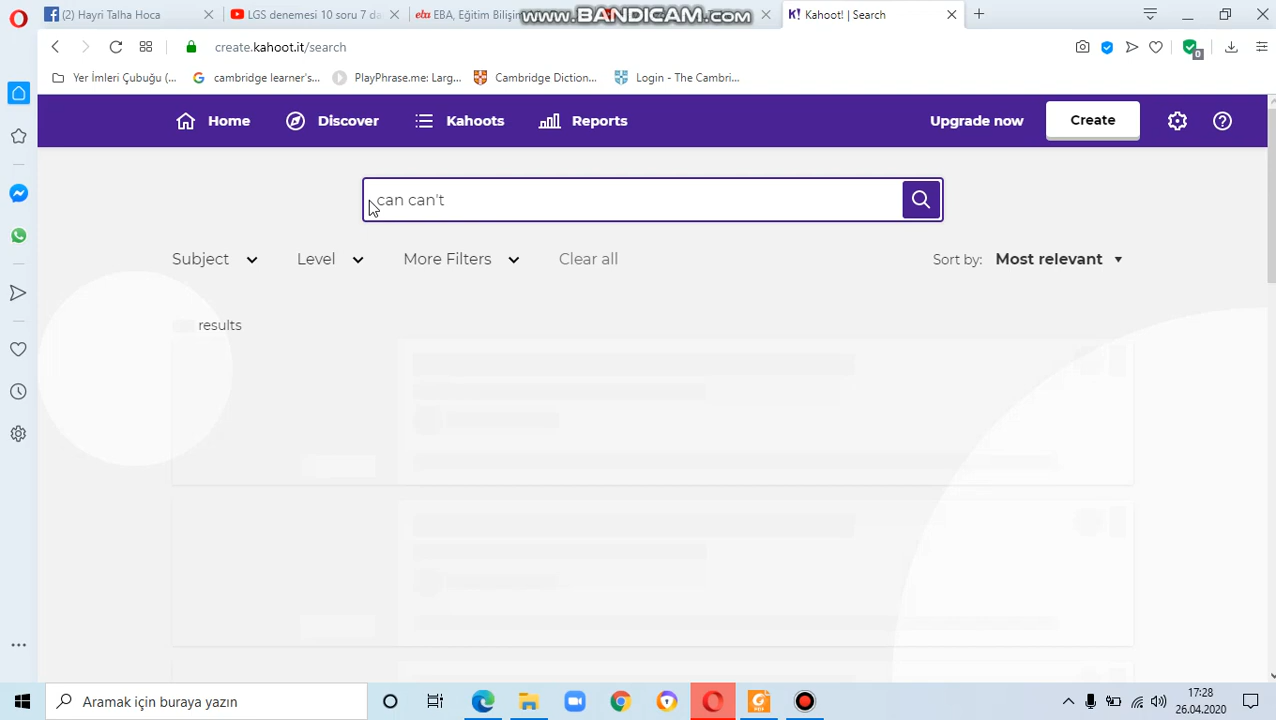 (2) Hayri Talha Hoca
LGS denemesi 10 soru 7 da
eba EBA, Eğitim Bilişim
www.BANDICAM.com
K! Kahoot! | Search
create.kahoot.it/search
Yer İmleri Çubuğu (...
cambridge learner's...
PlayPhrase.me: Larg...
Cambridge Diction...
Login - The Cambri...
Home
Discover
Kahoots
Reports
Upgrade now
Create
can can't
Subject
Level
More Filters
Clear all
Sort by: Most relevant
results
Aramak için buraya yazın
17:28
26.04.2020